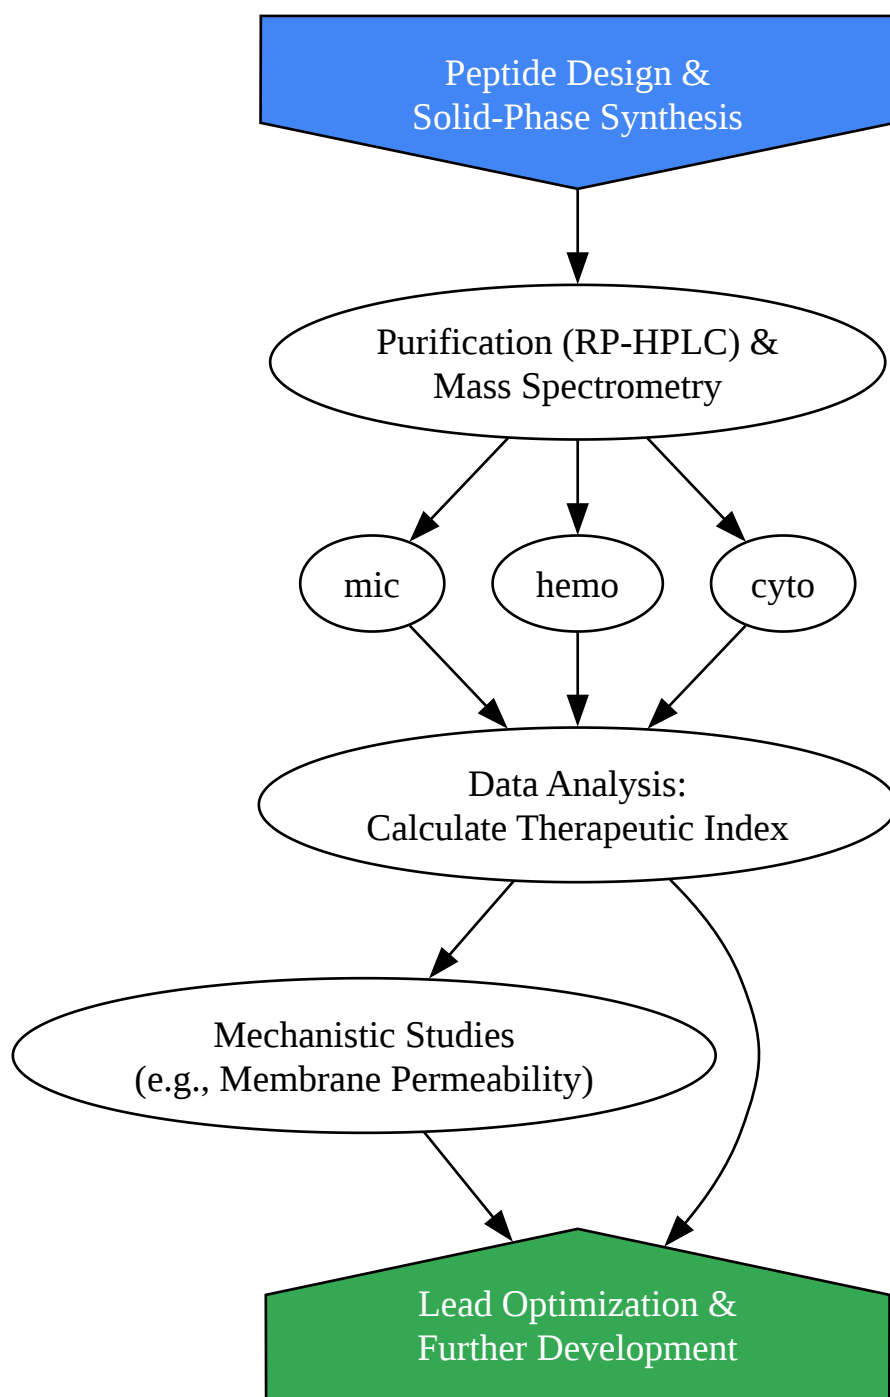 Peptide Design &
Solid-Phase Synthesis
Purification (RP-HPLC) &
Mass Spectrometry
mic
hemo
cyto
Data Analysis:
Calculate Therapeutic Index
Mechanistic Studies
(e.g., Membrane Permeability)
Lead Optimization &
Further Development